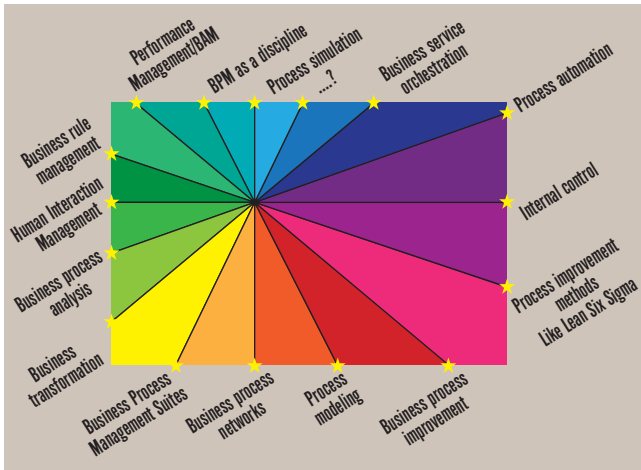 Performance
Management/BAM
BPM as a discipline
Process simulation
....?
Business service
orchestration
Process automation
Internal control
Process improvement
methods
Like Lean Six Sigma
Business process
improvement
Process
modeling
Business process
networks
Business Process
Management Suites
Business
transformation
Business process
analysis
Human Interaction
Management
Business rule
management